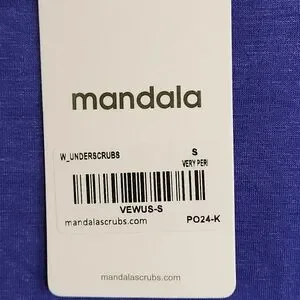 mandala
W_UNDERSCRUBS S
VERY PERI
VEWUS-S
mandalascrubs.com PO24-K
mandalascrubs.com